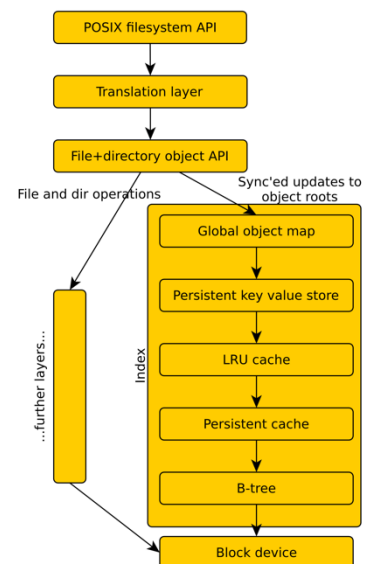 POSIX filesystem API
Translation layer
File+directory object API
File and dir operations
Sync'ed updates to
object roots
Global object map
Persistent key value store
LRU cache
Persistent cache
B-tree
Index
...further layers...
Block device